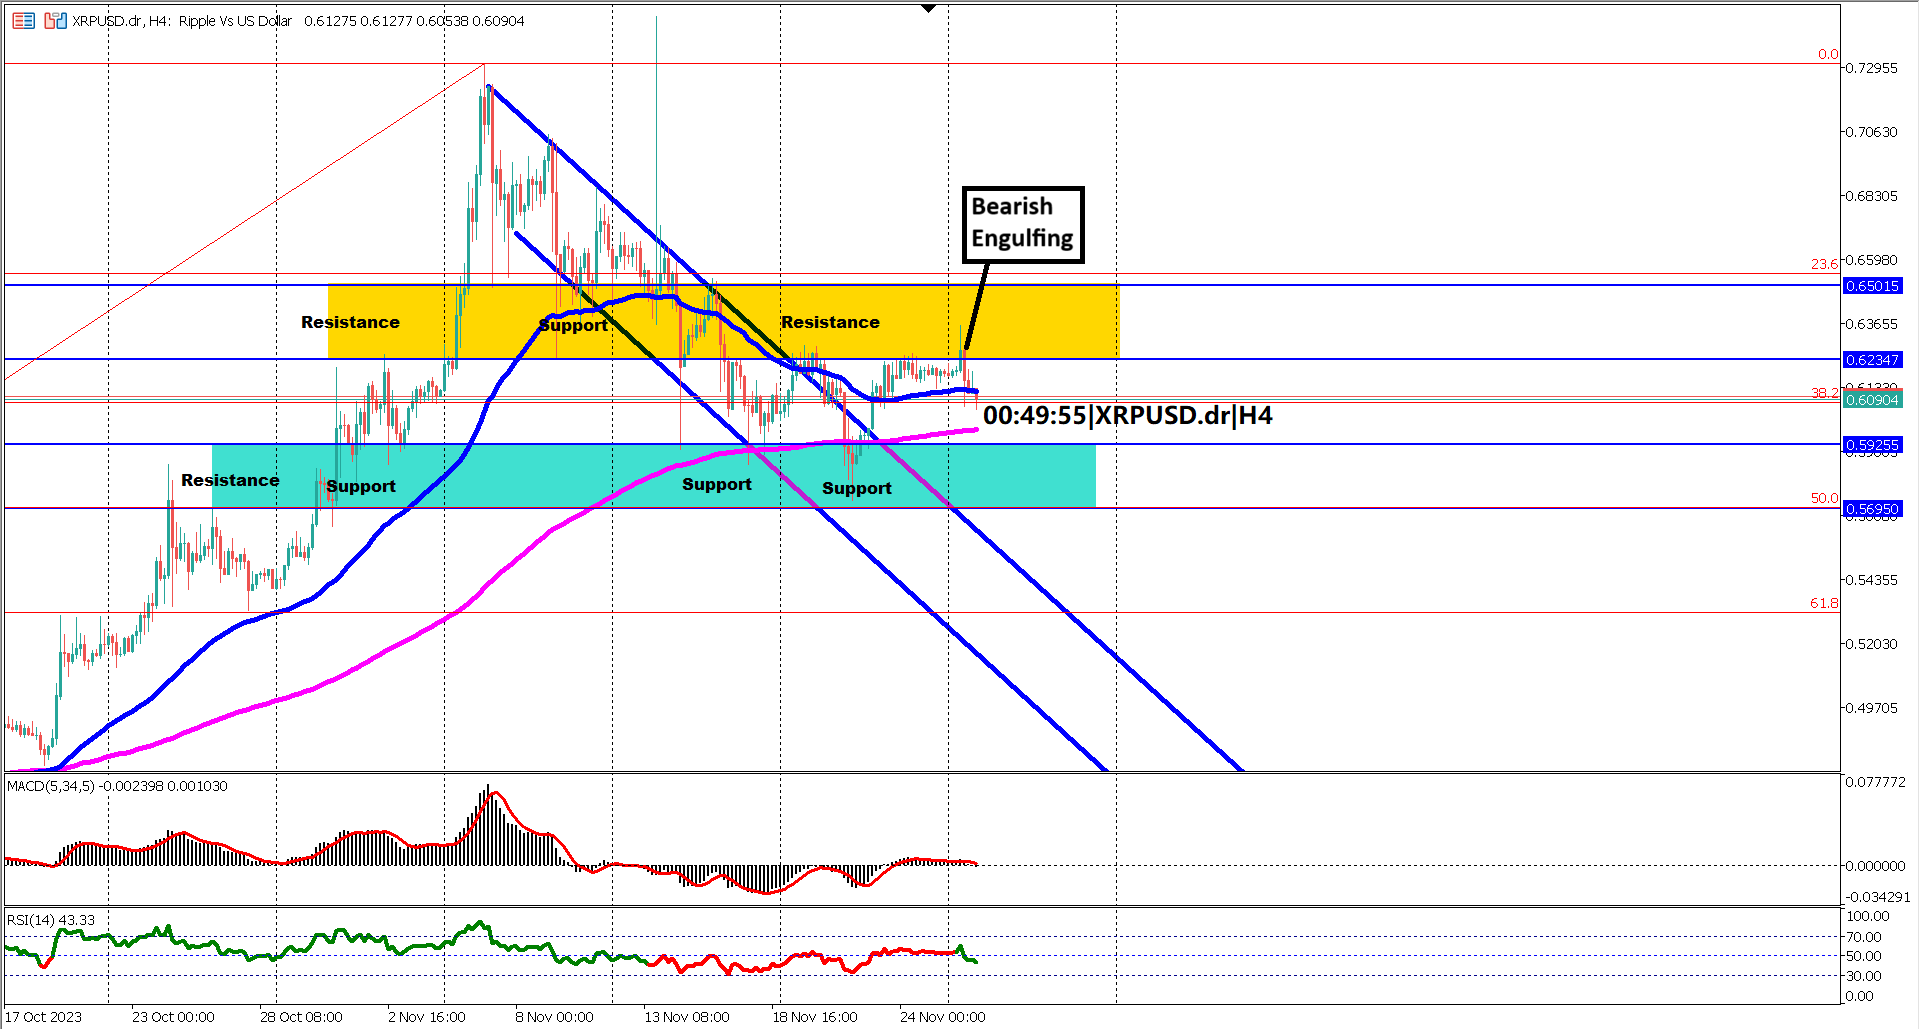 XRPUSD.dr, H4: Ripple Vs US Dollar 0.61275 0.61277 0.60538 0.60904
0.0
0.72955
0.70630
0.68305
Bearish
Engulfing
0.65980
23.6
0.65015
Resistance
Support
Resistance
0.63655
0.62347
38.2
0.60904
00:49:55|XRPUSD.dr|H4
0.59255
Resistance
Support
Support
Support
50.0
0.56950
0.54355
61.8
0.52030
0.49705
MACD(5,34,5) -0.002398 0.001030
0.077772
0.000000
-0.034291
RSI(14) 43.33
100.00
70.00
50.00
30.00
0.00
17 Oct 2023
23 Oct 00:00
28 Oct 08:00
2 Nov 16:00
8 Nov 00:00
13 Nov 08:00
18 Nov 16:00
24 Nov 00:00